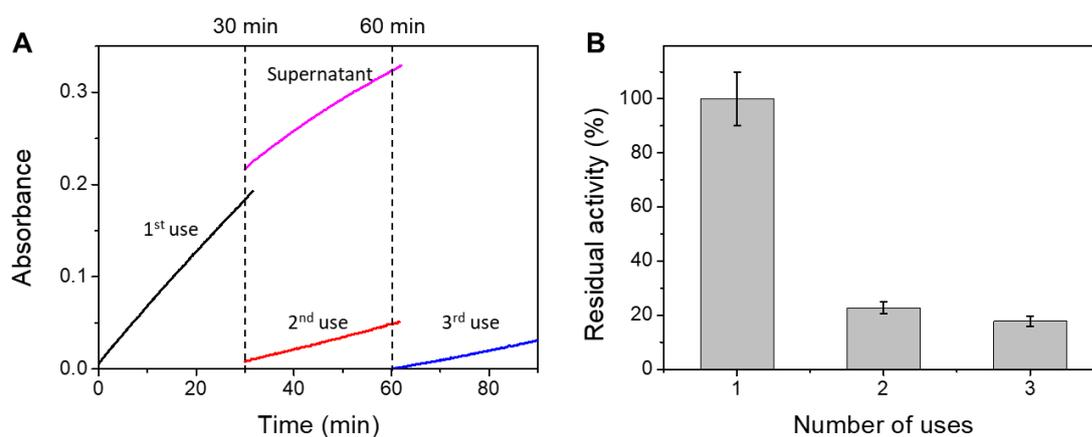 A
30 min 60 min
Absorbance
0.3
0.2
0.1
0.0
Supernatant
1st use
2nd use
3rd use
0 20 40 60 80
Time (min)
B
Residual activity (%)
100
80
60
40
20
0
1 2 3
Number of uses